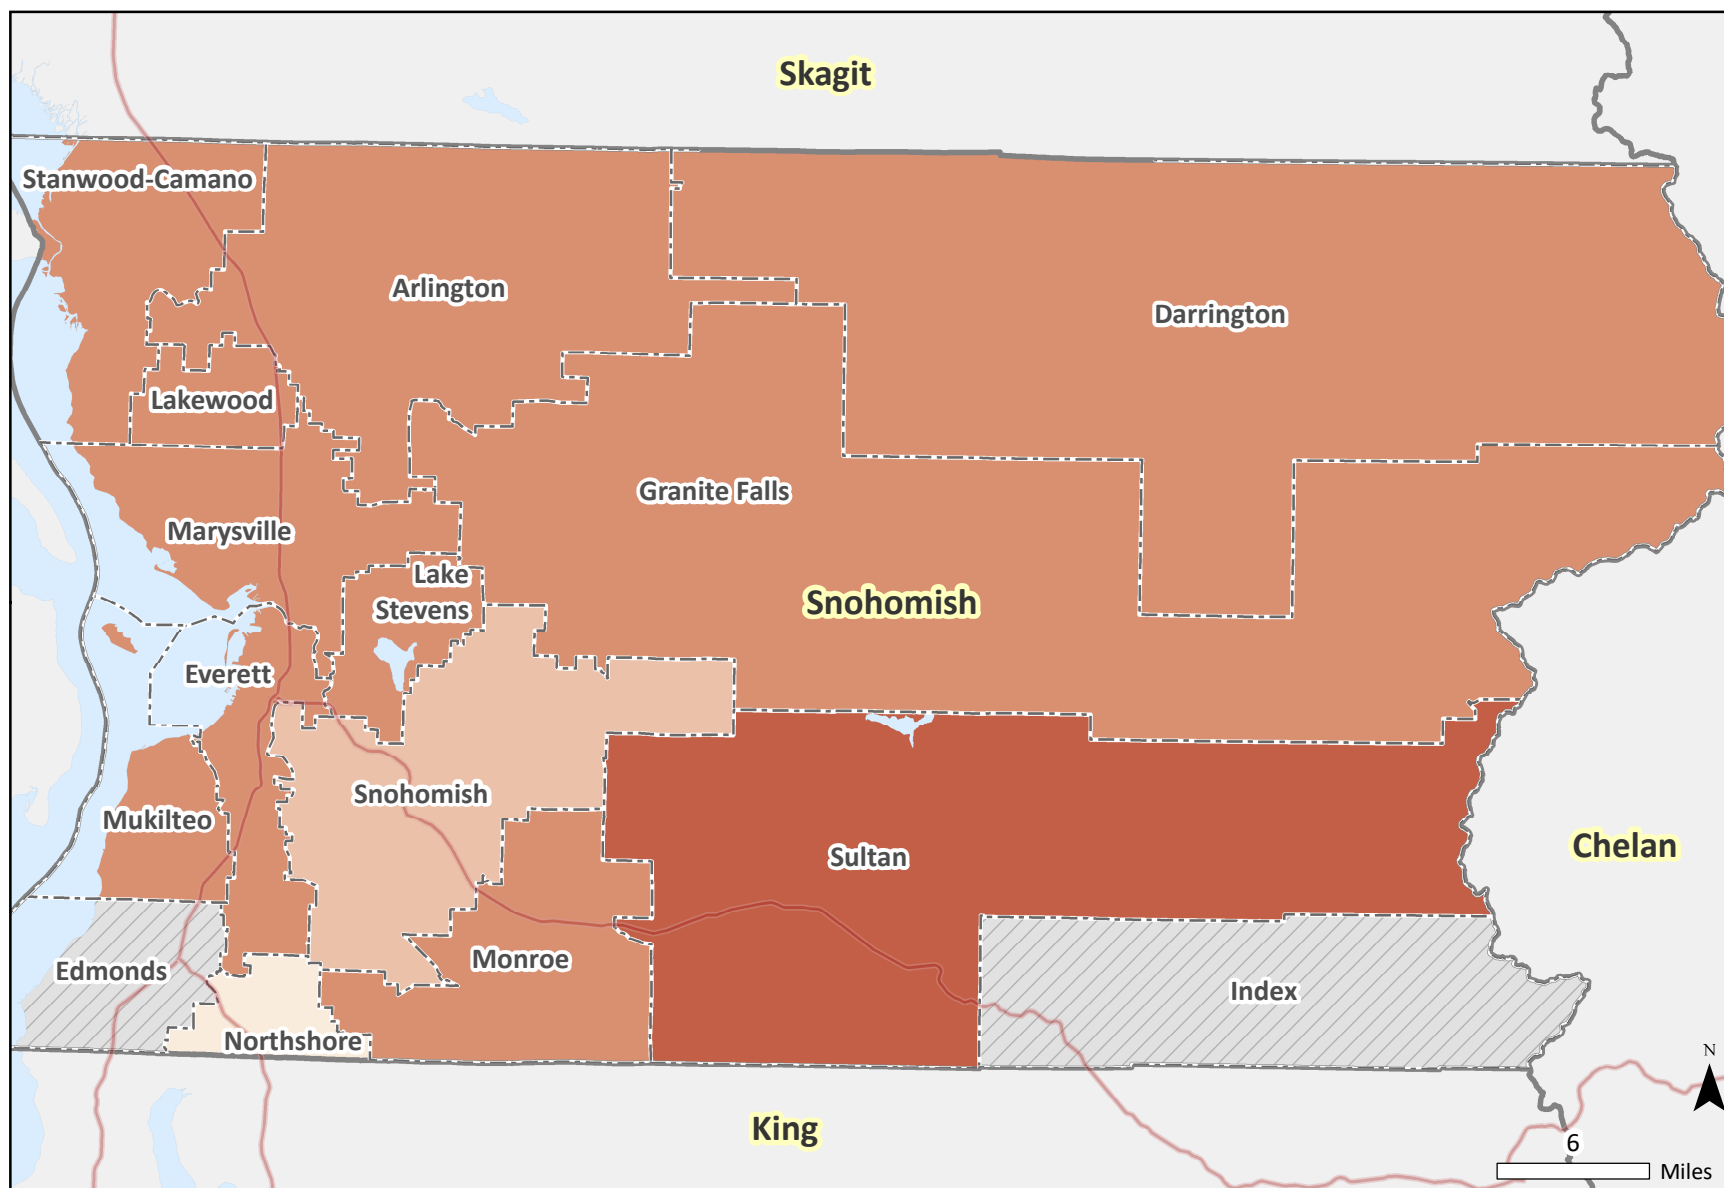 Skagit
Stanwood-Camano
Arlington
Darrington
Lakewood
Granite Falls
Marysville
Lake
Stevens
Snohomish
Everett
Snohomish
Mukilteo
Sultan
Chelan
Monroe
Edmonds
Index
Northshore
N
King
6
Miles